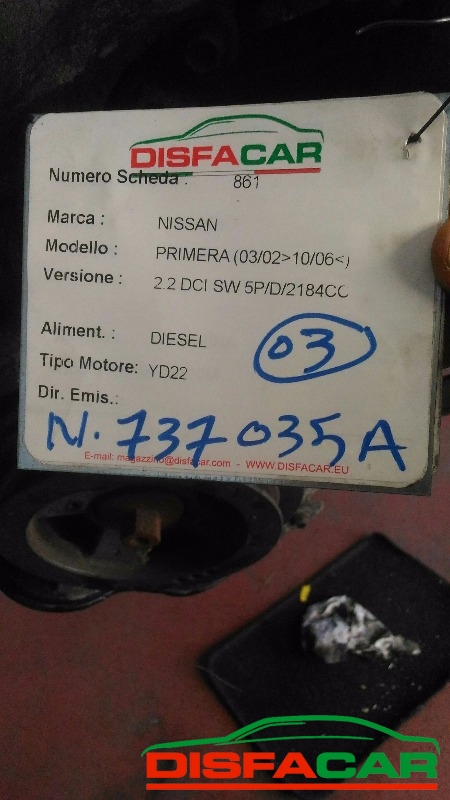 DISFACAR
Numero Scheda : 861
Marca : NISSAN
Modello : PRIMERA (03/02>10/06<)
Versione : 2.2 DCI SW 5P/D/2184CC
Aliment. : DIESEL
03
Tipo Motore: YD22
Dir. Emis.:
N. 737035A
E-mail: magazzino@disfacar.com - WWW.DISFACAR.EU
DISFACAR